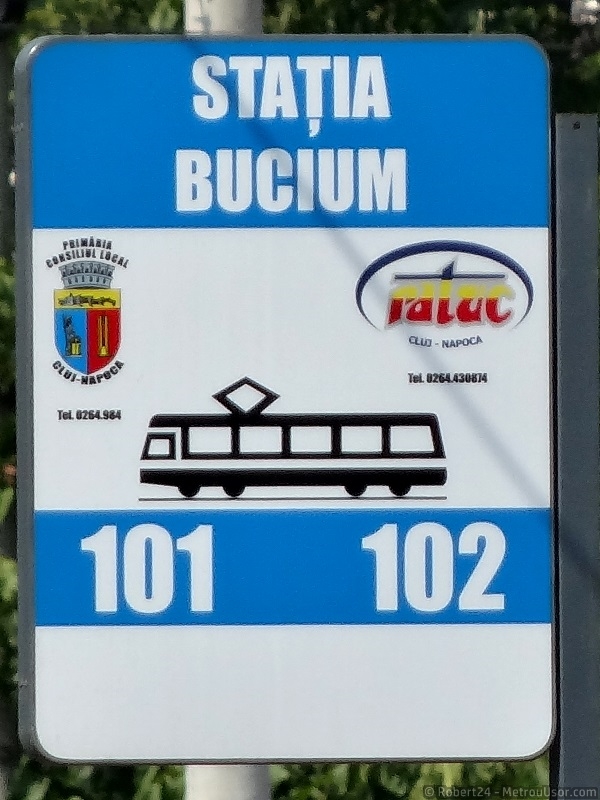 STAȚIA
BUCIUM
PRIMĂRIA
CONSILIUL LOCAL
CLUJ-NAPOCA
Tel. 0264.984
ratuc
CLUJ - NAPOCA
Tel. 0264.430874
101 102
© Robert24 - MetrouUsor.com